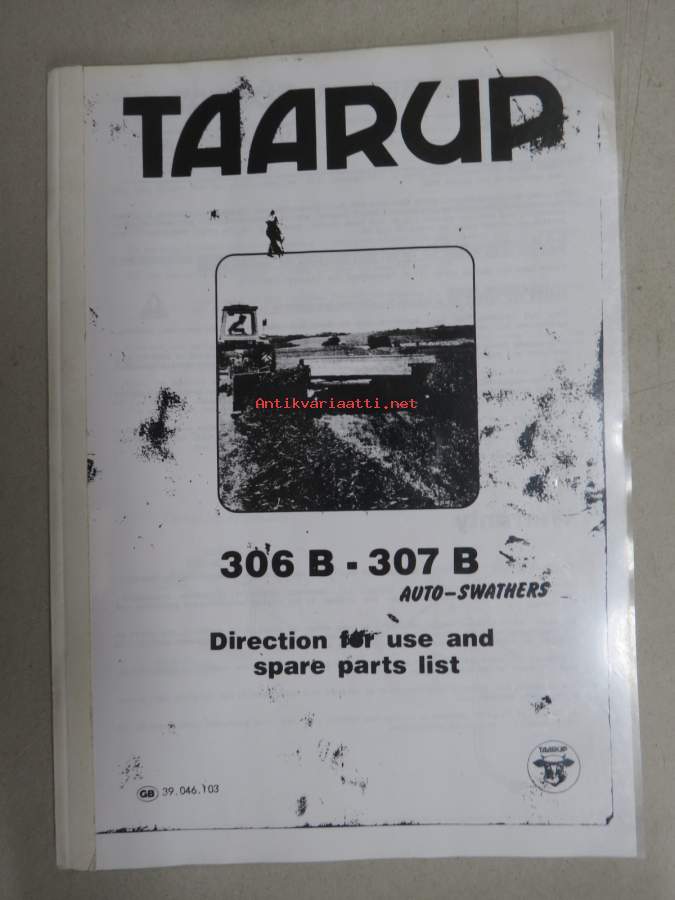 TAARUP
Antikvariaatti.net
306 B - 307 B
AUTO-SWATHERS
Direction for use and
spare parts list
TAARUP
GB 39.046.103